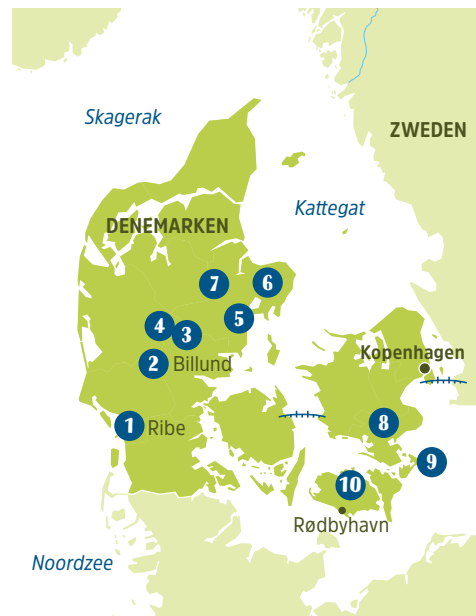 Skagerak
ZWEDEN
Kattegat
DENEMARKEN
7
6
4
3
5
2 Billund
Kopenhagen
1 Ribe
8
9
10
Rødbyhavn
Noordzee